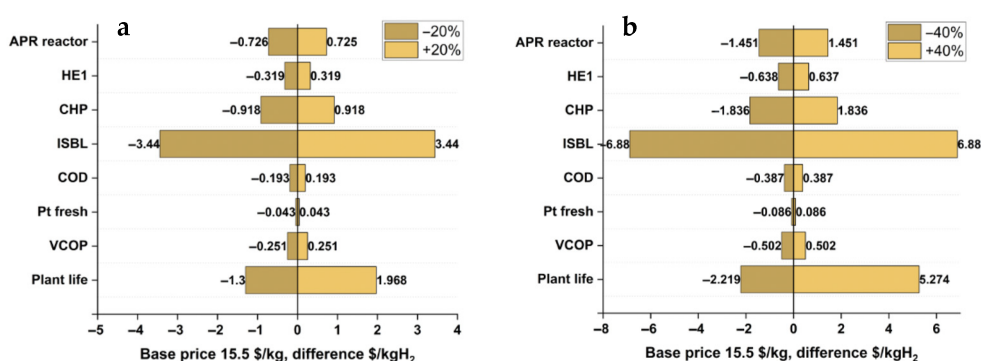 a
−20%
+20%
APR reactor
−0.726 0.725
HE1
−0.319 0.319
CHP
−0.918 0.918
ISBL
−3.44 3.44
COD
−0.193 0.193
Pt fresh
−0.043 0.043
VCOP
−0.251 0.251
Plant life
−1.3 1.968
−5 −4 −3 −2 −1 0 1 2 3 4
Base price 15.5 $/kg, difference $/kgH₂
b
−40%
+40%
APR reactor
−1.451 1.451
HE1
−0.638 0.637
CHP
−1.836 1.836
ISBL
−6.88 6.88
COD
−0.387 0.387
Pt fresh
−0.086 0.086
VCOP
−0.502 0.502
Plant life
−2.219 5.274
−8 −6 −4 −2 0 2 4 6
Base price 15.5 $/kg, difference $/kgH₂